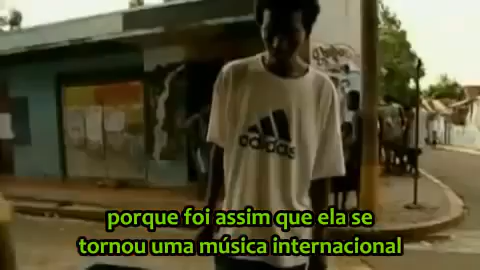 adidas
porque foi assim que ela se
tornou uma música internacional